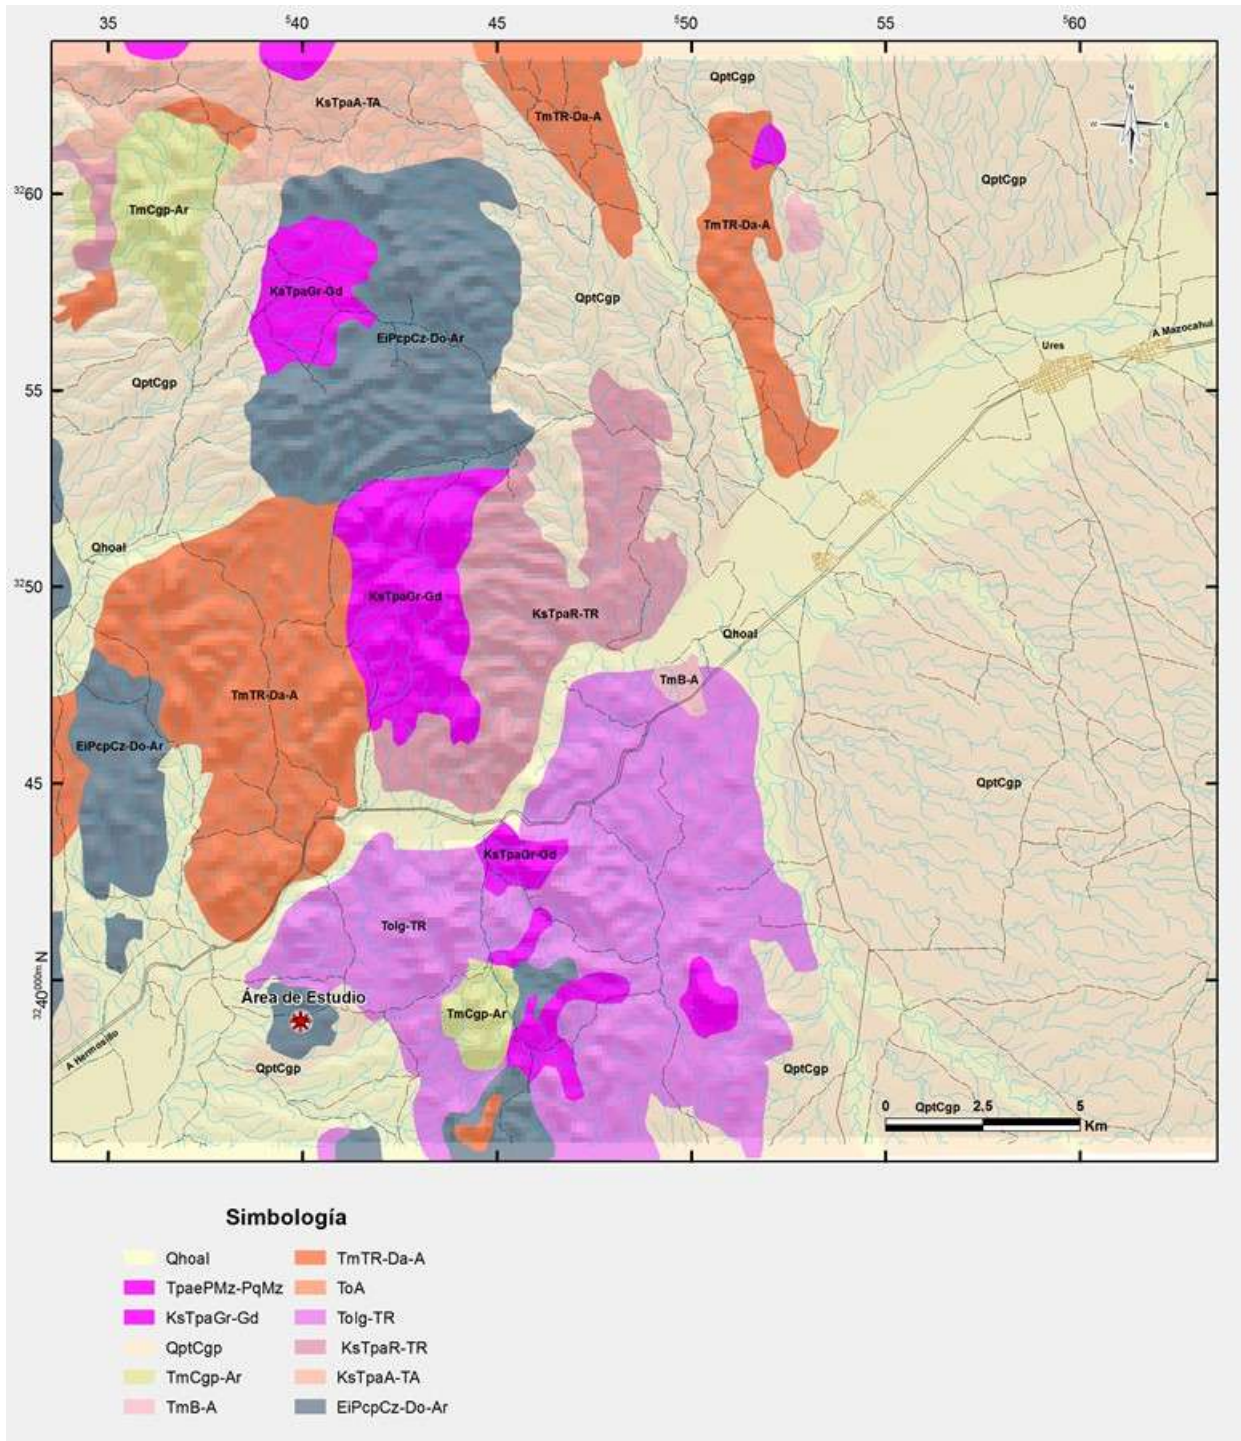 35 ⁵40 45 ⁵50 55 ⁵60
QptCgp
KsTpaA-TA
TmTR-Da-A
N
W E
S
QptCgp
³²60
TmCgp-Ar
TmTR-Da-A
KsTpaGr-Gd
QptCgp
A Mazocahui
EiPcpCz-Do-Ar
Ures
QptCgp
55
Qhoal
³²50
KsTpaGr-Gd
KsTpaR-TR
Qhoal
TmB-A
TmTR-Da-A
EiPcpCz-Do-Ar
45
QptCgp
KsTpaGr-Gd
Tolg-TR
³²40⁰⁰⁰ᵐ N
Área de Estudio
TmCgp-Ar
A Hermosillo
QptCgp
QptCgp
0 QptCgp 2.5 5
Km
Simbología
Qhoal TmTR-Da-A
TpaePMz-PqMz ToA
KsTpaGr-Gd Tolg-TR
QptCgp KsTpaR-TR
TmCgp-Ar KsTpaA-TA
TmB-A EiPcpCz-Do-Ar